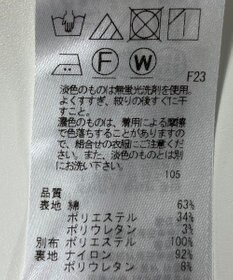 F W
F23
淡色のものは無蛍光洗剤を使用。
よくすすぎ、絞りの後すぐに干
すこと。
濃色のものは、着用による摩擦
で色落ちすることがありますの
で、組合せの衣類にご注意くださ
い。また、淡色のものとは別
にお洗い下さい。
105
品質
表地 綿 63%
ポリエステル 34%
ポリウレタン 3%
別布 ポリエステル 100%
裏地 ナイロン 92%
ポリウレタン 8%